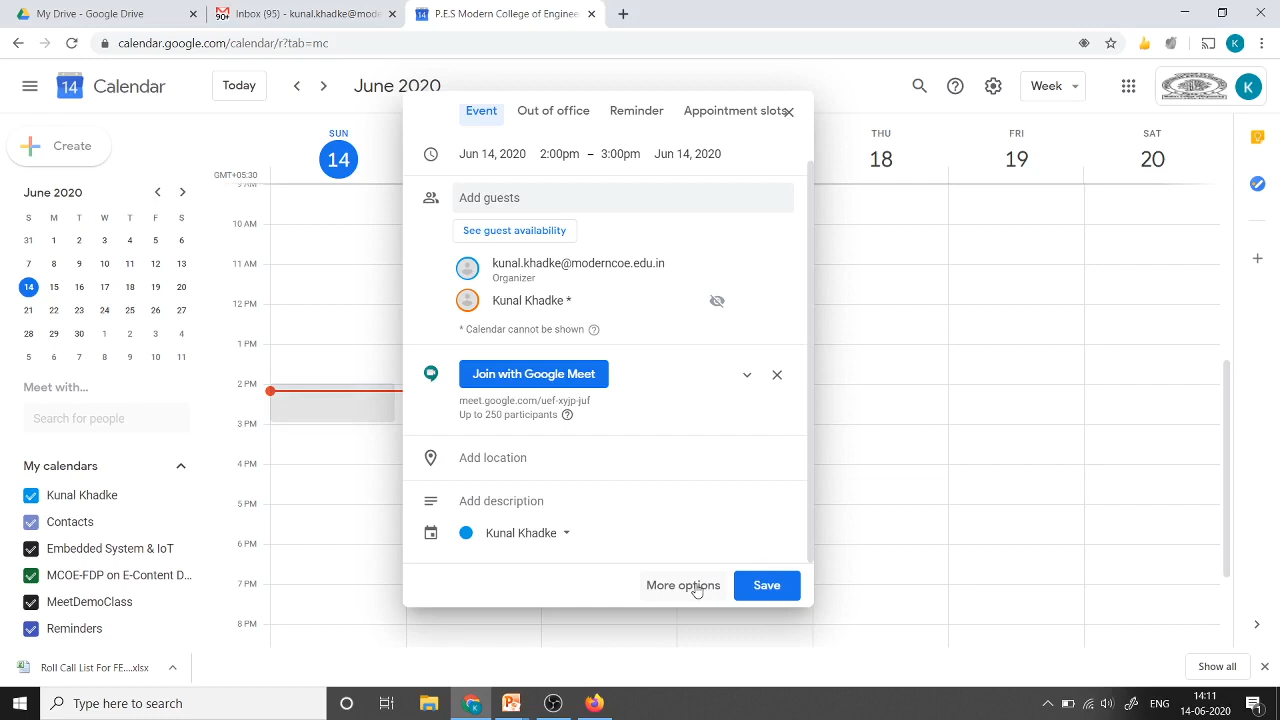 My Drive - Google Drive
Inbox (95) - kunal.khadke@mode
P.E.S Modern College of Enginee
calendar.google.com/calendar/r?tab=mc
14
Calendar
Today
June 2020
Week
K
Create
June 2020
S M T W T F S
31 1 2 3 4 5 6
7 8 9 10 11 12 13
14 15 16 17 18 19 20
21 22 23 24 25 26 27
28 29 30 1 2 3 4
5 6 7 8 9 10 11
Meet with...
Search for people
My calendars
Kunal Khadke
Contacts
Embedded System & IoT
MCOE-FDP on E-Content D...
MeetDemoClass
Reminders
SUN
14
THU
18
FRI
19
SAT
20
GMT+05:30
9 AM
10 AM
11 AM
12 PM
1 PM
2 PM
3 PM
4 PM
5 PM
6 PM
7 PM
8 PM
Event Out of office Reminder Appointment slots
Jun 14, 2020 2:00pm – 3:00pm Jun 14, 2020
Add guests
See guest availability
kunal.khadke@moderncoe.edu.in
Organizer
Kunal Khadke *
* Calendar cannot be shown
Join with Google Meet
meet.google.com/uef-xyjp-juf
Up to 250 participants
Add location
Add description
Kunal Khadke
More options
Save
Roll Call List For FE....xlsx
Show all
Type here to search
ENG
14:11
14-06-2020